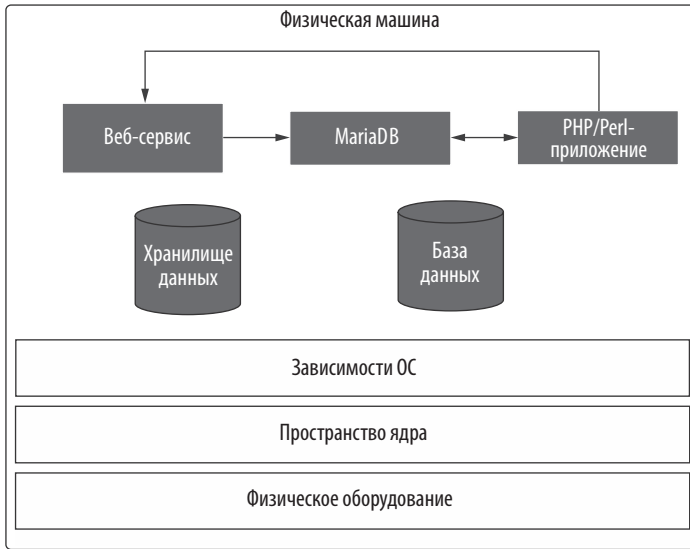 Физическая машина
Веб-сервис
MariaDB
PHP/Perl-
приложение
Хранилище
данных
База
данных
Зависимости ОС
Пространство ядра
Физическое оборудование